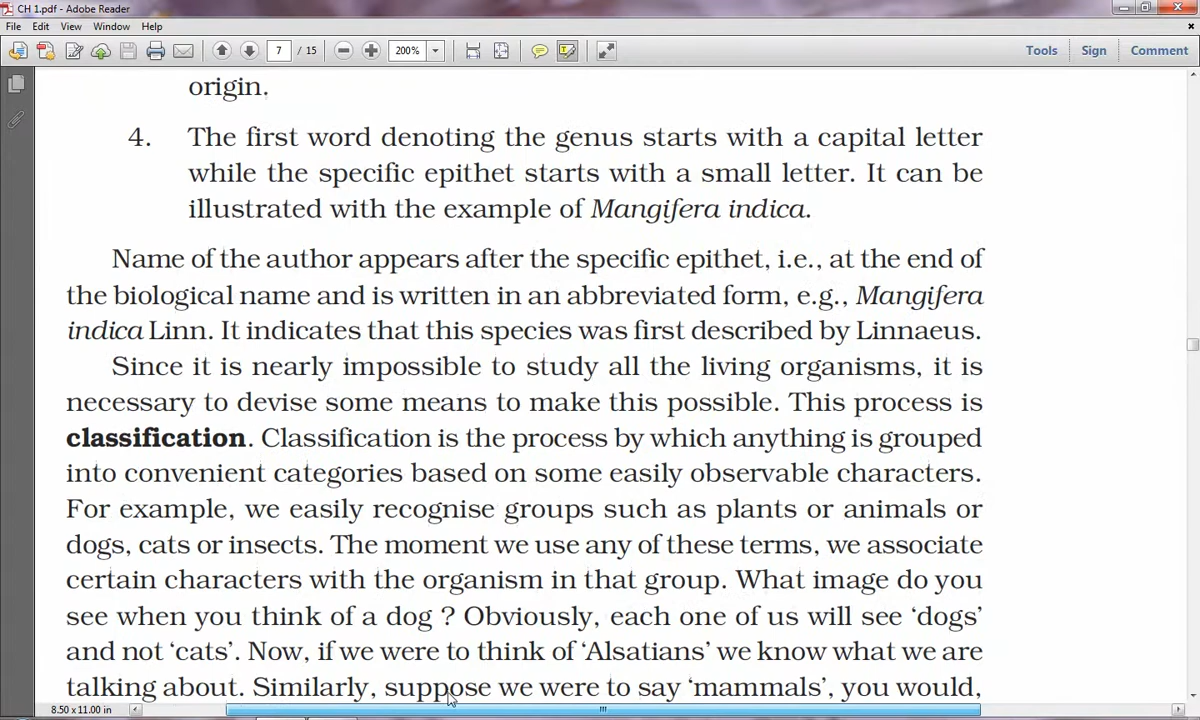 CH 1.pdf - Adobe Reader
File Edit View Window Help
7 / 15 200% Tools Sign Comment
origin.
4. The first word denoting the genus starts with a capital letter
while the specific epithet starts with a small letter. It can be
illustrated with the example of Mangifera indica.
Name of the author appears after the specific epithet, i.e., at the end of
the biological name and is written in an abbreviated form, e.g., Mangifera
indica Linn. It indicates that this species was first described by Linnaeus.
Since it is nearly impossible to study all the living organisms, it is
necessary to devise some means to make this possible. This process is
classification. Classification is the process by which anything is grouped
into convenient categories based on some easily observable characters.
For example, we easily recognise groups such as plants or animals or
dogs, cats or insects. The moment we use any of these terms, we associate
certain characters with the organism in that group. What image do you
see when you think of a dog ? Obviously, each one of us will see ‘dogs’
and not ‘cats’. Now, if we were to think of ‘Alsatians’ we know what we are
talking about. Similarly, suppose we were to say ‘mammals’, you would,
8.50 x 11.00 in